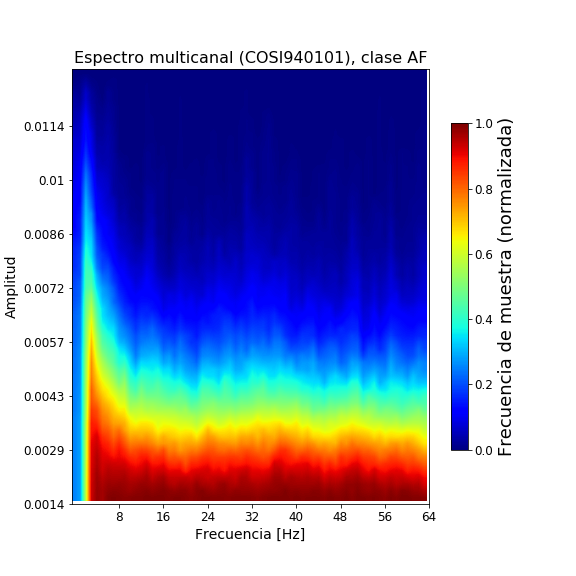 Espectro multicanal (COSI940101), clase AF
Amplitud
0.0114
0.01
0.0086
0.0072
0.0057
0.0043
0.0029
0.0014
8 16 24 32 40 48 56 64
Frecuencia [Hz]
1.0
0.8
0.6
0.4
0.2
0.0
Frecuencia de muestra (normalizada)